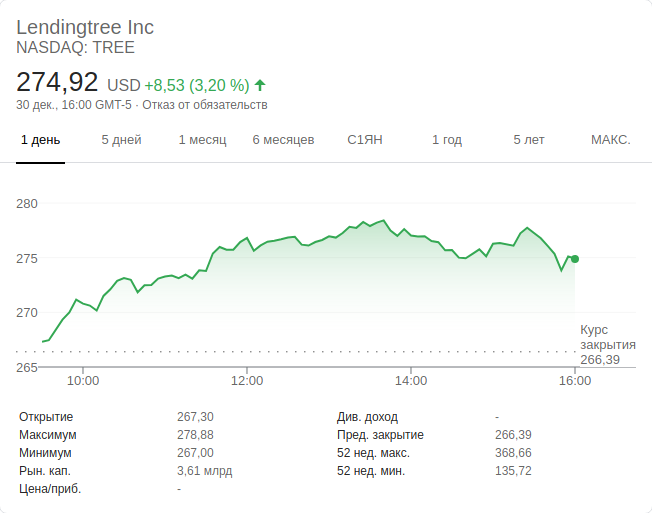 Lendingtree Inc
NASDAQ: TREE
274,92 USD +8,53 (3,20 %)
30 дек., 16:00 GMT-5 · Отказ от обязательств
1 день 5 дней 1 месяц 6 месяцев С1ЯН 1 год 5 лет МАКС.
280
275
270
265
Курс
закрытия
266,39
10:00 12:00 14:00 16:00
Открытие 267,30 Див. доход -
Максимум 278,88 Пред. закрытие 266,39
Минимум 267,00 52 нед. макс. 368,66
Рын. кап. 3,61 млрд 52 нед. мин. 135,72
Цена/приб. -